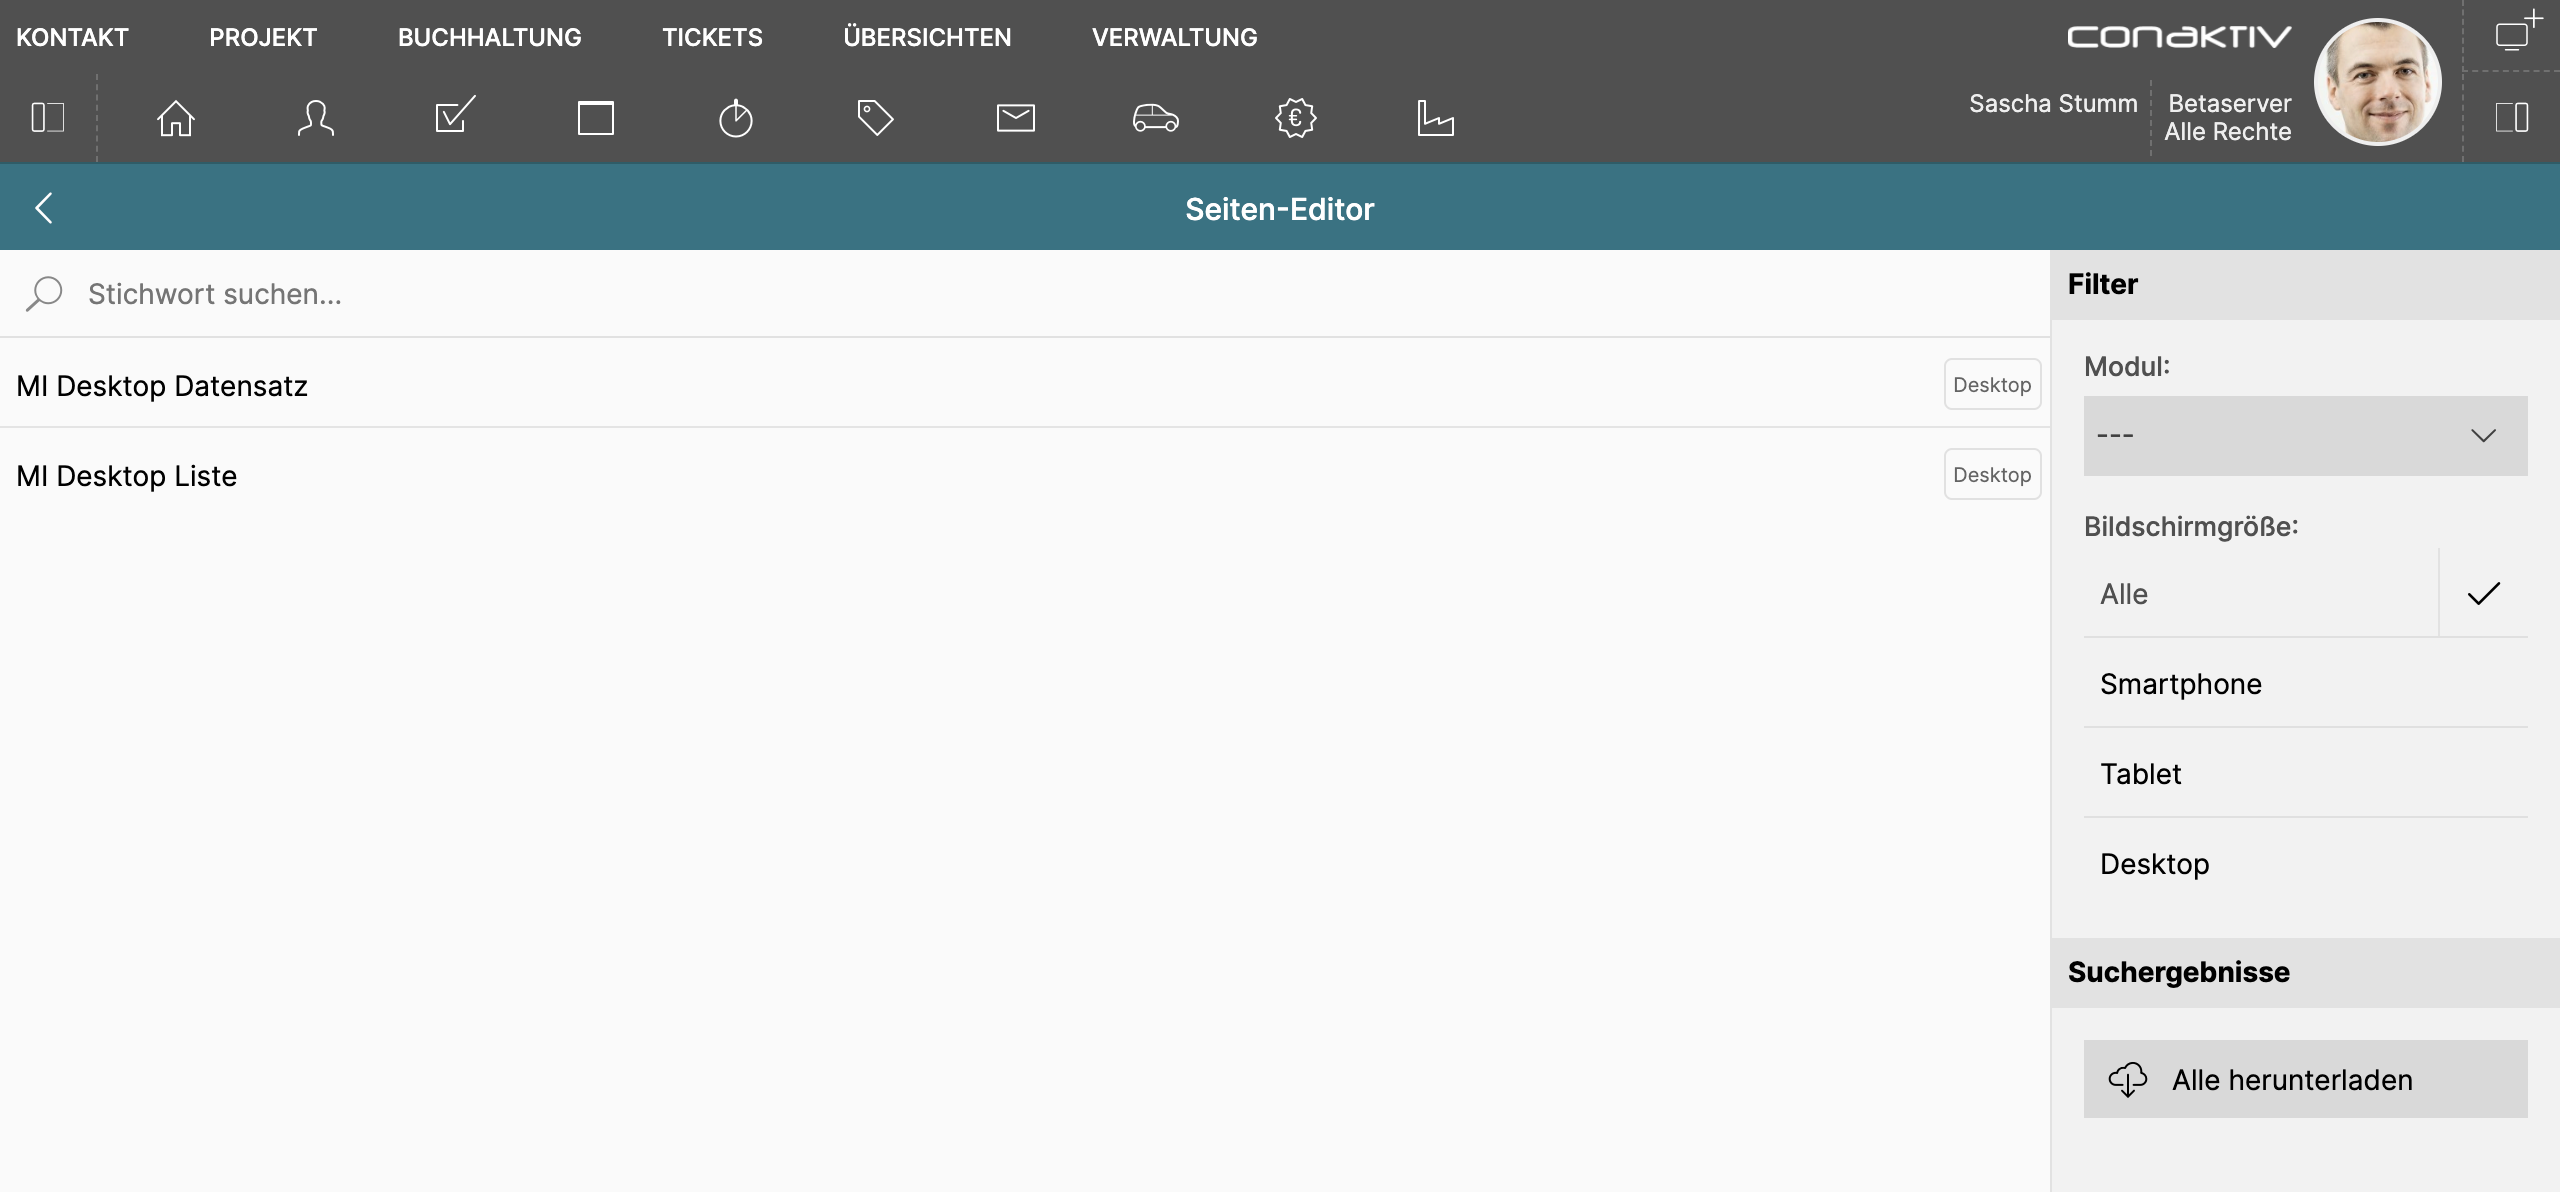 KONTAKT PROJEKT BUCHHALTUNG TICKETS ÜBERSICHTEN VERWALTUNG
conaktiv
Sascha Stumm
Betaserver
Alle Rechte
€
Seiten-Editor
Stichwort suchen...
MI Desktop Datensatz Desktop
MI Desktop Liste Desktop
Filter
Modul:
---
Bildschirmgröße:
Alle
Smartphone
Tablet
Desktop
Suchergebnisse
Alle herunterladen